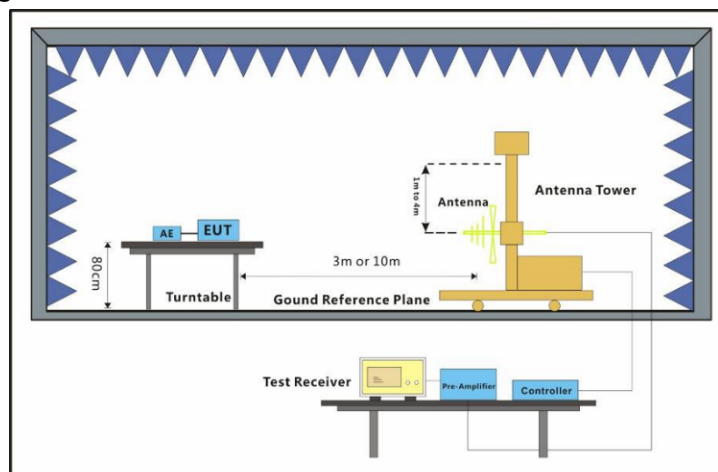 1m to 4m
Antenna
Antenna Tower
AE
EUT
3m or 10m
80cm
Turntable
Gound Reference Plane
Test Receiver
Pre-Amplifier
Controller